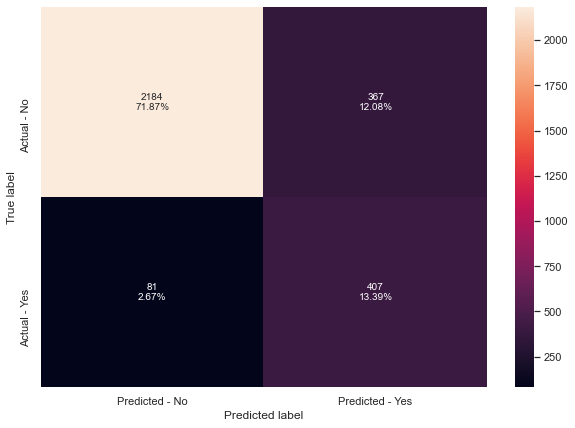 2184
71.87%
367
12.08%
81
2.67%
407
13.39%
Actual - No
Actual - Yes
True label
Predicted - No
Predicted - Yes
Predicted label
2000
1750
1500
1250
1000
750
500
250